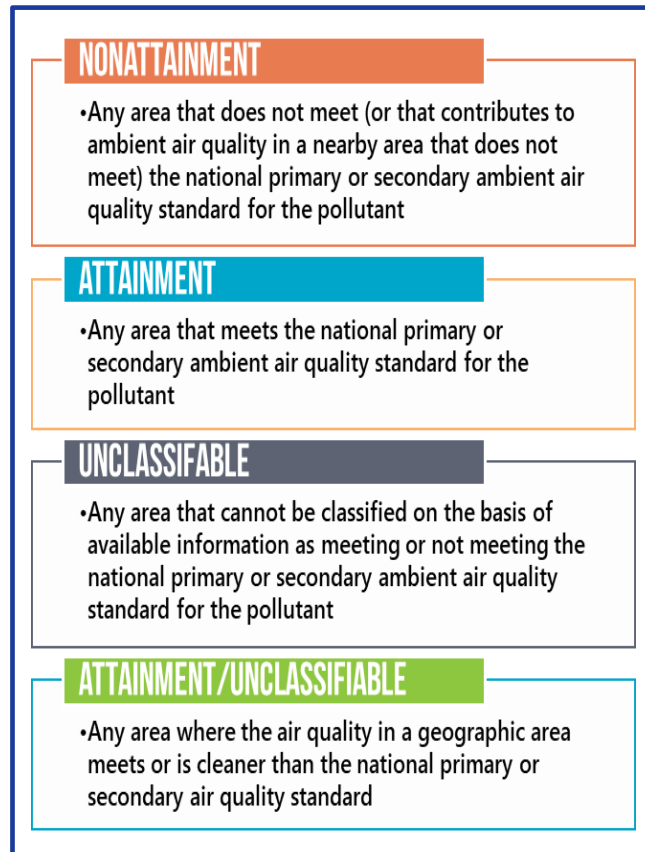 NONATTAINMENT
•Any area that does not meet (or that contributes to
ambient air quality in a nearby area that does not
meet) the national primary or secondary ambient air
quality standard for the pollutant
ATTAINMENT
•Any area that meets the national primary or
secondary ambient air quality standard for the
pollutant
UNCLASSIFABLE
•Any area that cannot be classified on the basis of
available information as meeting or not meeting the
national primary or secondary ambient air quality
standard for the pollutant
ATTAINMENT/UNCLASSIFIABLE
•Any area where the air quality in a geographic area
meets or is cleaner than the national primary or
secondary air quality standard